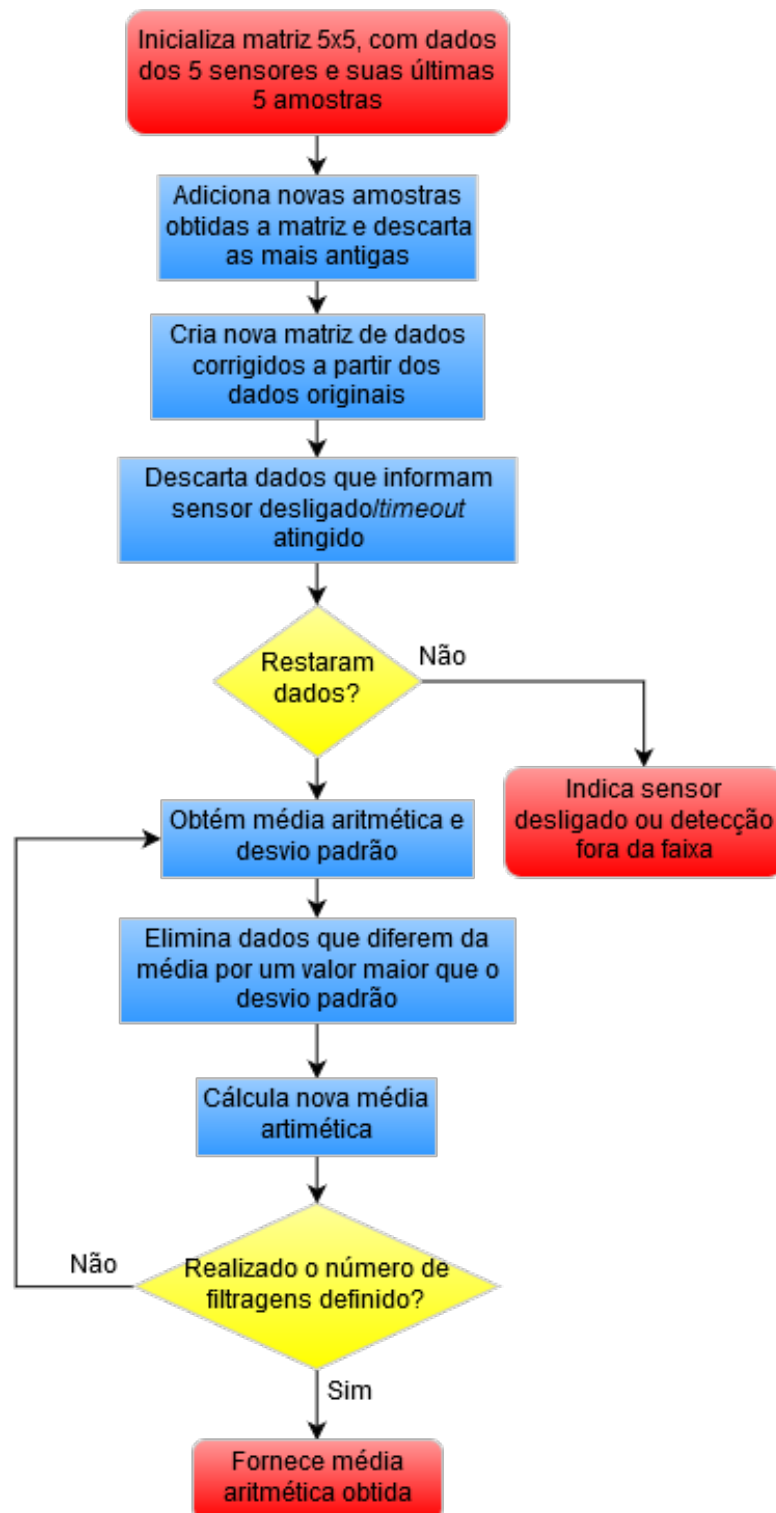 Inicializa matriz 5x5, com dados
dos 5 sensores e suas últimas
5 amostras
Adiciona novas amostras
obtidas a matriz e descarta
as mais antigas
Cria nova matriz de dados
corrigidos a partir dos
dados originais
Descarta dados que informam
sensor desligado/timeout
atingido
Restaram
dados?
Não
Indica sensor
desligado ou detecção
fora da faixa
Obtém média aritmética e
desvio padrão
Elimina dados que diferem da
média por um valor maior que o
desvio padrão
Cálcula nova média
artimética
Não
Realizado o número de
filtragens definido?
Sim
Fornece média
aritmética obtida